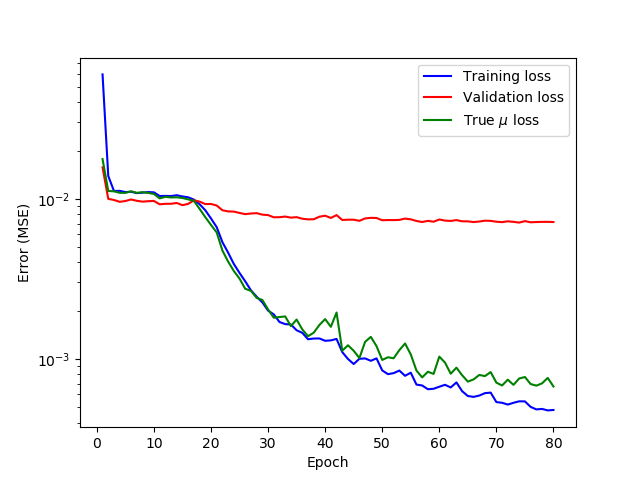 Training loss
Validation loss
True μ loss
Error (MSE)
10⁻²
10⁻³
0 10 20 30 40 50 60 70 80
Epoch